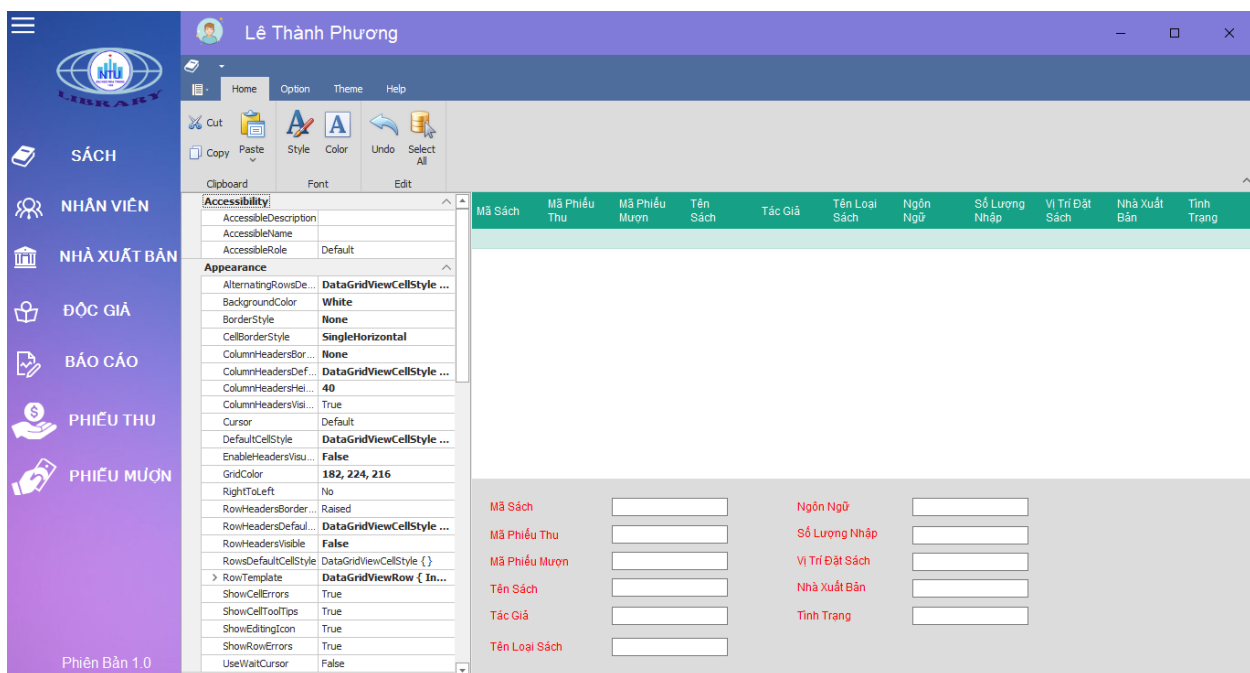 Lê Thành Phương
NTU
LIBRARY
SÁCH
NHÂN VIÊN
NHÀ XUẤT BẢN
ĐỘC GIẢ
BÁO CÁO
PHIẾU THU
PHIẾU MƯỢN
Phiên Bản 1.0
Home Option Theme Help
Cut
Copy
Paste
Style
Color
Undo
Select
All
Clipboard
Font
Edit
Accessibility
AccessibleDescription
AccessibleName
AccessibleRole Default
Appearance
AlternatingRowsDe... DataGridViewCellStyle ...
BackgroundColor White
BorderStyle None
CellBorderStyle SingleHorizontal
ColumnHeadersBor... None
ColumnHeadersDef... DataGridViewCellStyle ...
ColumnHeadersHei... 40
ColumnHeadersVisi... True
Cursor Default
DefaultCellStyle DataGridViewCellStyle ...
EnableHeadersVisu... False
GridColor 182, 224, 216
RightToLeft No
RowHeadersBorder... Raised
RowHeadersDefaul... DataGridViewCellStyle ...
RowHeadersVisible False
RowsDefaultCellStyle DataGridViewCellStyle { }
RowTemplate DataGridViewRow { In...
ShowCellErrors True
ShowCellToolTips True
ShowEditingIcon True
ShowRowErrors True
UseWaitCursor False
Mã Sách
Mã Phiếu
Thu
Mã Phiếu
Mượn
Tên
Sách
Tác Giả
Tên Loại
Sách
Ngôn
Ngữ
Số Lượng
Nhập
Vị Trí Đặt
Sách
Nhà Xuất
Bản
Tình
Trạng
Mã Sách
Mã Phiếu Thu
Mã Phiếu Mượn
Tên Sách
Tác Giả
Tên Loại Sách
Ngôn Ngữ
Số Lượng Nhập
Vị Trí Đặt Sách
Nhà Xuất Bản
Tình Trạng